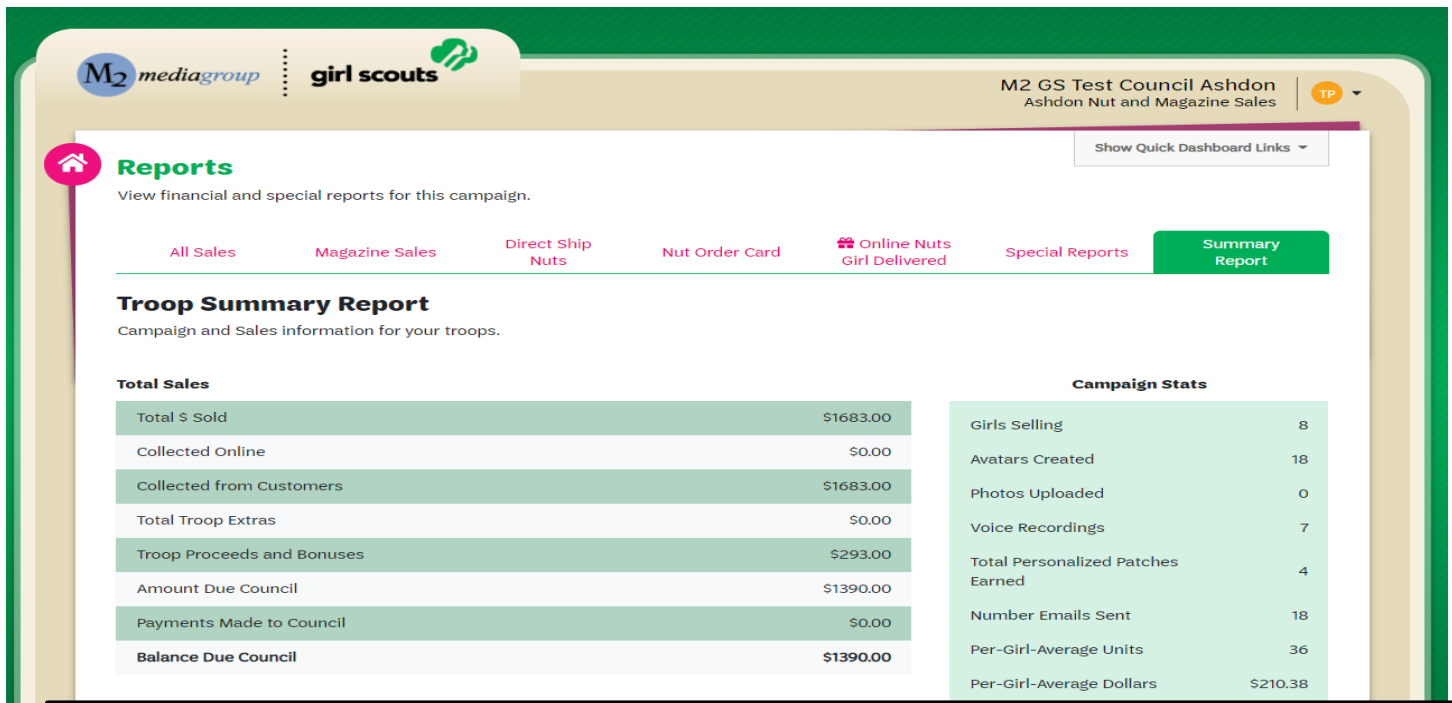 M2 mediagroup
girl scouts
M2 GS Test Council Ashdon
Ashdon Nut and Magazine Sales
TP
Show Quick Dashboard Links
Reports
View financial and special reports for this campaign.
All Sales
Magazine Sales
Direct Ship
Nuts
Nut Order Card
Online Nuts
Girl Delivered
Special Reports
Summary
Report
Troop Summary Report
Campaign and Sales information for your troops.
Total Sales
Total $ Sold $1683.00
Collected Online $0.00
Collected from Customers $1683.00
Total Troop Extras $0.00
Troop Proceeds and Bonuses $293.00
Amount Due Council $1390.00
Payments Made to Council $0.00
Balance Due Council $1390.00
Campaign Stats
Girls Selling 8
Avatars Created 18
Photos Uploaded 0
Voice Recordings 7
Total Personalized Patches
Earned 4
Number Emails Sent 18
Per-Girl-Average Units 36
Per-Girl-Average Dollars $210.38